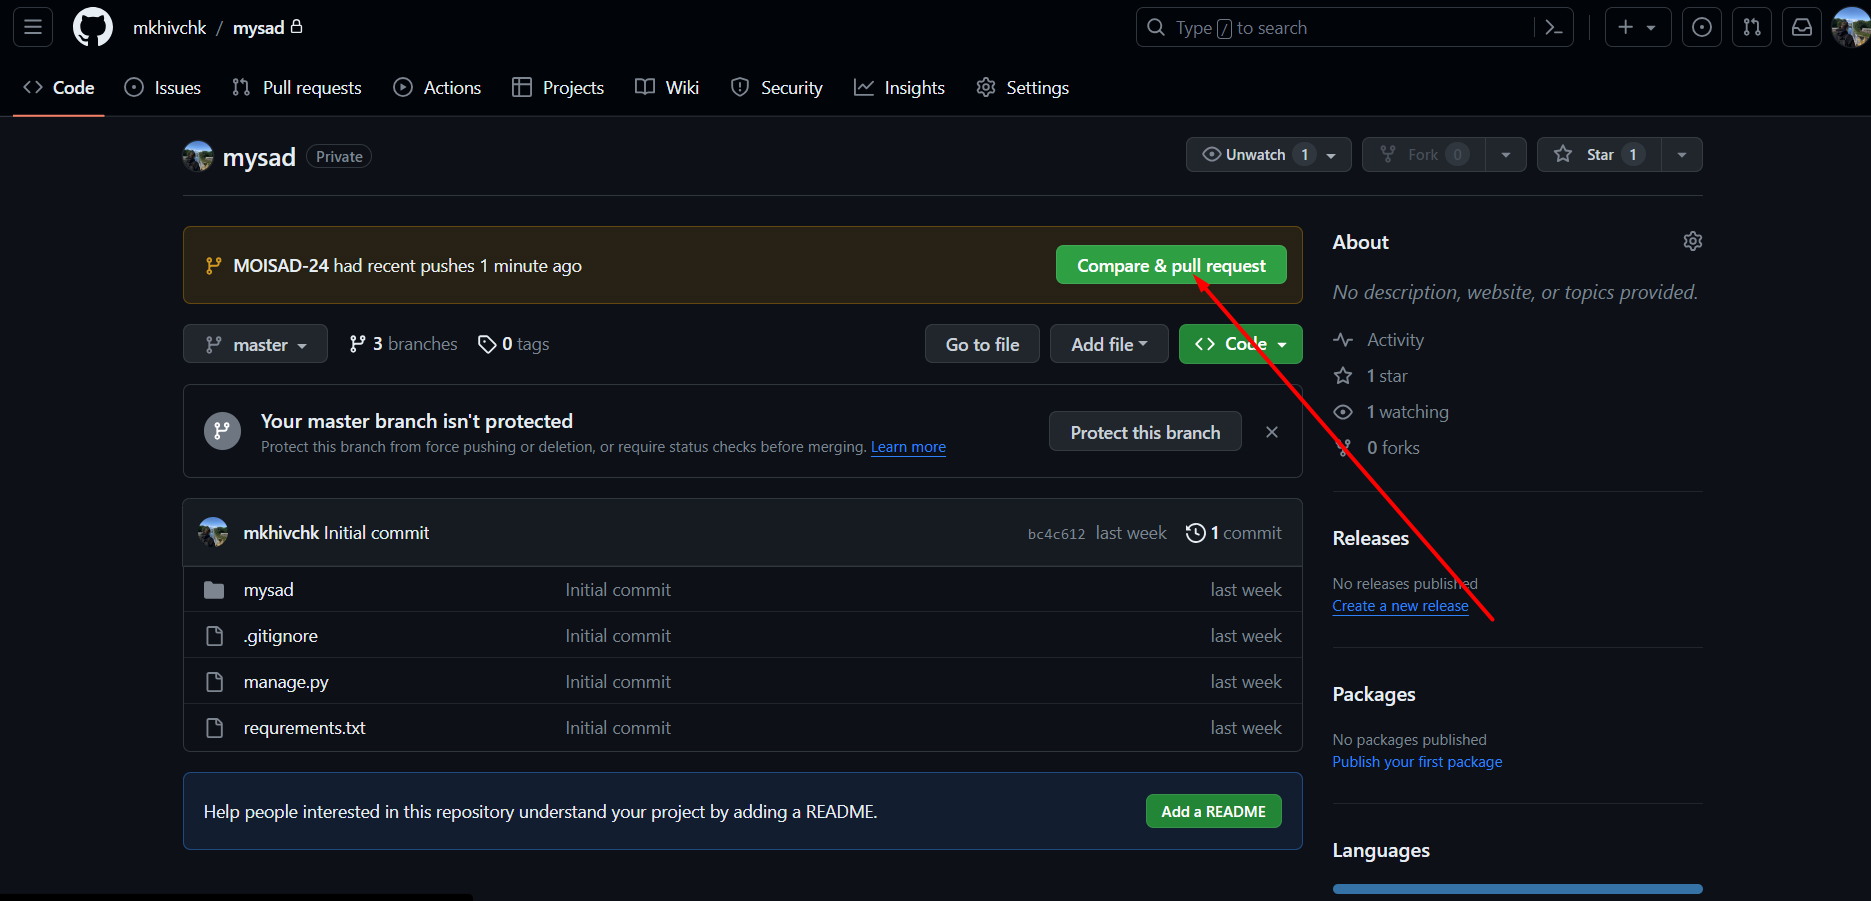 mkhivchk / mysad
Type / to search
Code
Issues
Pull requests
Actions
Projects
Wiki
Security
Insights
Settings
mysad Private
Unwatch 1
Fork 0
Star 1
MOISAD-24 had recent pushes 1 minute ago
Compare & pull request
master
3 branches
0 tags
Go to file
Add file
Code
Your master branch isn't protected
Protect this branch from force pushing or deletion, or require status checks before merging. Learn more
Protect this branch
mkhivchk Initial commit
bc4c612 last week
1 commit
mysad Initial commit last week
.gitignore Initial commit last week
manage.py Initial commit last week
requrements.txt Initial commit last week
Help people interested in this repository understand your project by adding a README.
Add a README
About
No description, website, or topics provided.
Activity
1 star
1 watching
0 forks
Releases
No releases published
Create a new release
Packages
No packages published
Publish your first package
Languages